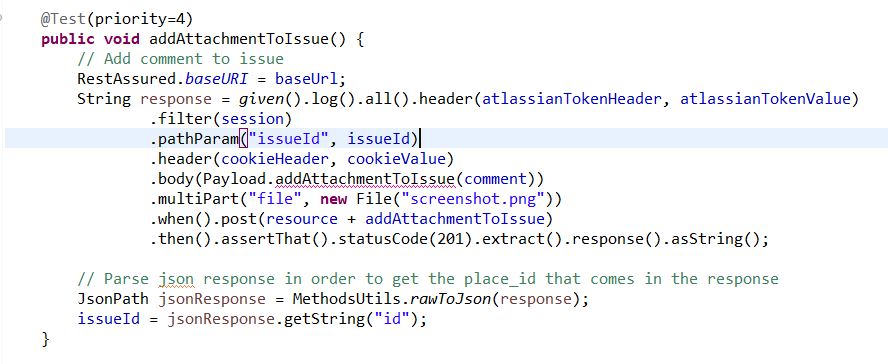 @Test(priority=4)
public void addAttachmentToIssue() {
// Add comment to issue
RestAssured.baseURI = baseUrl;
String response = given().log().all().header(atlassianTokenHeader, atlassianTokenValue)
.filter(session)
.pathParam("issueId", issueId)
.header(cookieHeader, cookieValue)
.body(Payload.addAttachmentToIssue(comment))
.multiPart("file", new File("screenshot.png"))
.when().post(resource + addAttachmentToIssue)
.then().assertThat().statusCode(201).extract().response().asString();
// Parse json response in order to get the place_id that comes in the response
JsonPath jsonResponse = MethodsUtils.rawToJson(response);
issueId = jsonResponse.getString("id");
}